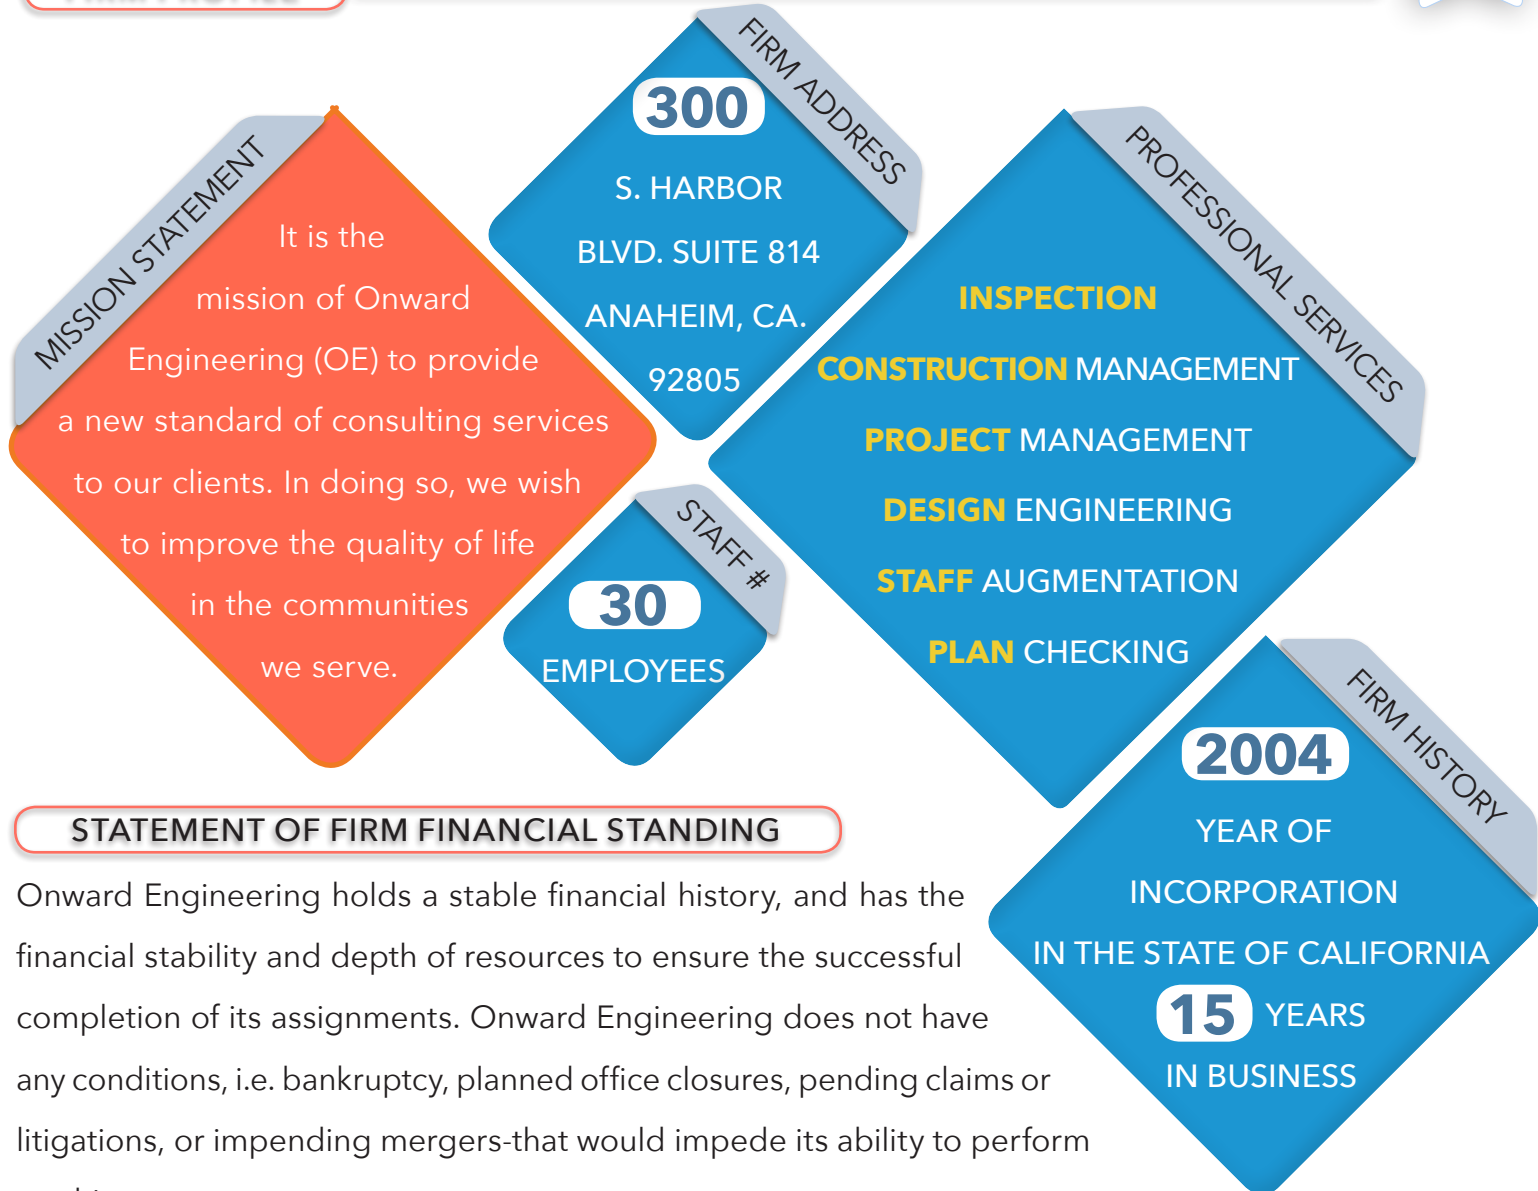 FIRM PROFILE
MISSION STATEMENT
It is the
mission of Onward
Engineering (OE) to provide
a new standard of consulting services
to our clients. In doing so, we wish
to improve the quality of life
in the communities
we serve.
FIRM ADDRESS
300
S. HARBOR
BLVD. SUITE 814
ANAHEIM, CA.
92805
STAFF #
30
EMPLOYEES
PROFESSIONAL SERVICES
INSPECTION
CONSTRUCTION MANAGEMENT
PROJECT MANAGEMENT
DESIGN ENGINEERING
STAFF AUGMENTATION
PLAN CHECKING
FIRM HISTORY
2004
YEAR OF
INCORPORATION
IN THE STATE OF CALIFORNIA
15 YEARS
IN BUSINESS
STATEMENT OF FIRM FINANCIAL STANDING
Onward Engineering holds a stable financial history, and has the
financial stability and depth of resources to ensure the successful
completion of its assignments. Onward Engineering does not have
any conditions, i.e. bankruptcy, planned office closures, pending claims or
litigations, or impending mergers-that would impede its ability to perform